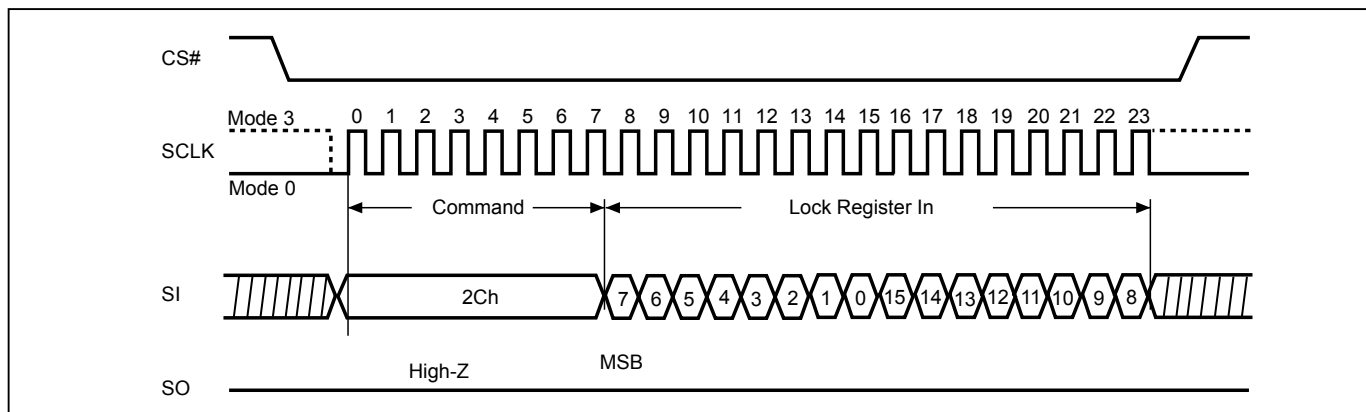 CS#
Mode 3 0 1 2 3 4 5 6 7 8 9 10 11 12 13 14 15 16 17 18 19 20 21 22 23
SCLK
Mode 0
Command Lock Register In
SI 2Ch 7 6 5 4 3 2 1 0 15 14 13 12 11 10 9 8
High-Z MSB
SO